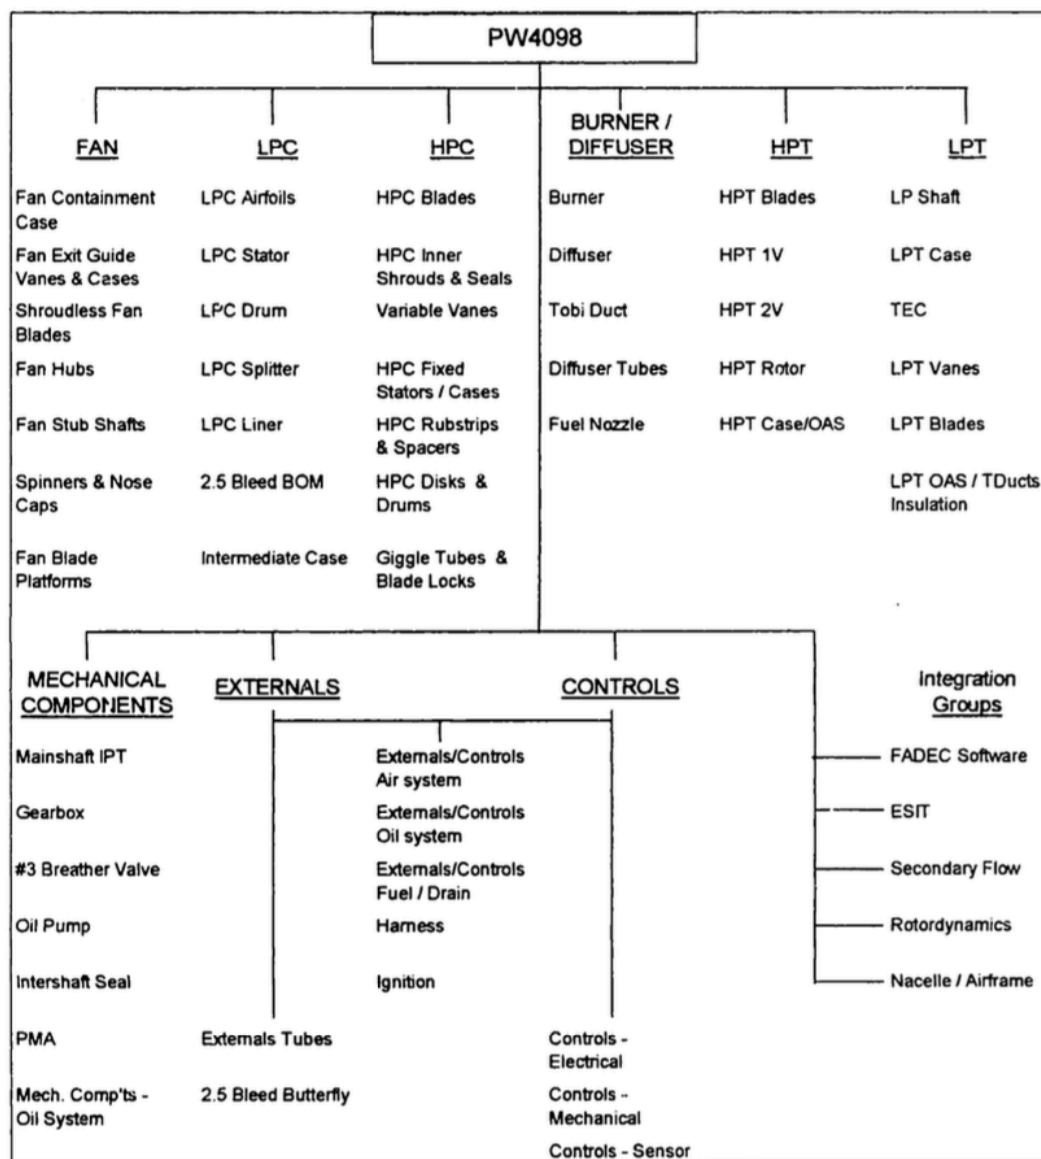 PW4098
FAN
LPC
HPC
BURNER /
DIFFUSER
HPT
LPT
Fan Containment
Case
Fan Exit Guide
Vanes & Cases
Shroudless Fan
Blades
Fan Hubs
Fan Stub Shafts
Spinners & Nose
Caps
Fan Blade
Platforms
LPC Airfoils
LPC Stator
LPC Drum
LPC Splitter
LPC Liner
2.5 Bleed BOM
Intermediate Case
HPC Blades
HPC Inner
Shrouds & Seals
Variable Vanes
HPC Fixed
Stators / Cases
HPC Rubstrips
& Spacers
HPC Disks &
Drums
Giggle Tubes &
Blade Locks
Burner
Diffuser
Tobi Duct
Diffuser Tubes
Fuel Nozzle
HPT Blades
HPT 1V
HPT 2V
HPT Rotor
HPT Case/OAS
LP Shaft
LPT Case
TEC
LPT Vanes
LPT Blades
LPT OAS / TDucts
Insulation
MECHANICAL
COMPONENTS
EXTERNALS
CONTROLS
Integration
Groups
Mainshaft IPT
Gearbox
#3 Breather Valve
Oil Pump
Intershaft Seal
PMA
Mech. Comp'ts -
Oil System
Externals Tubes
2.5 Bleed Butterfly
Externals/Controls
Air system
Externals/Controls
Oil system
Externals/Controls
Fuel / Drain
Harness
Ignition
Controls -
Electrical
Controls -
Mechanical
Controls - Sensor
FADEC Software
ESIT
Secondary Flow
Rotordynamics
Nacelle / Airframe